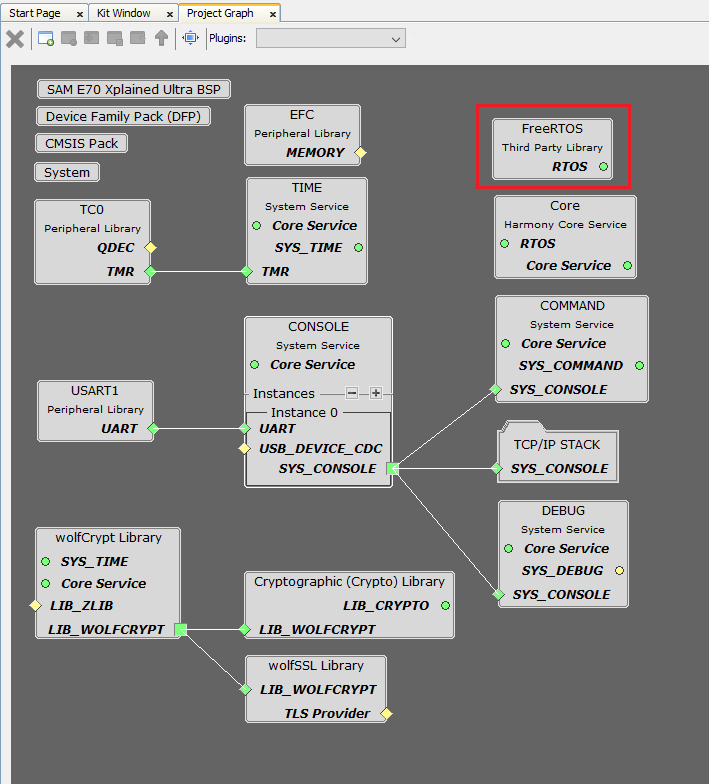 Start Page x
Kit Window x
Project Graph x
Plugins:
SAM E70 Xplained Ultra BSP
Device Family Pack (DFP)
CMSIS Pack
System
EFC
Peripheral Library
MEMORY
FreeRTOS
Third Party Library
RTOS
TC0
Peripheral Library
QDEC
TMR
TIME
System Service
Core Service
SYS_TIME
TMR
Core
Harmony Core Service
RTOS
Core Service
CONSOLE
System Service
Core Service
Instances
Instance 0
UART
USB_DEVICE_CDC
SYS_CONSOLE
COMMAND
System Service
Core Service
SYS_COMMAND
SYS_CONSOLE
USART1
Peripheral Library
UART
TCP/IP STACK
SYS_CONSOLE
DEBUG
System Service
Core Service
SYS_DEBUG
SYS_CONSOLE
wolfCrypt Library
SYS_TIME
Core Service
LIB_ZLIB
LIB_WOLFCRYPT
Cryptographic (Crypto) Library
LIB_CRYPTO
LIB_WOLFCRYPT
wolfSSL Library
LIB_WOLFCRYPT
TLS Provider